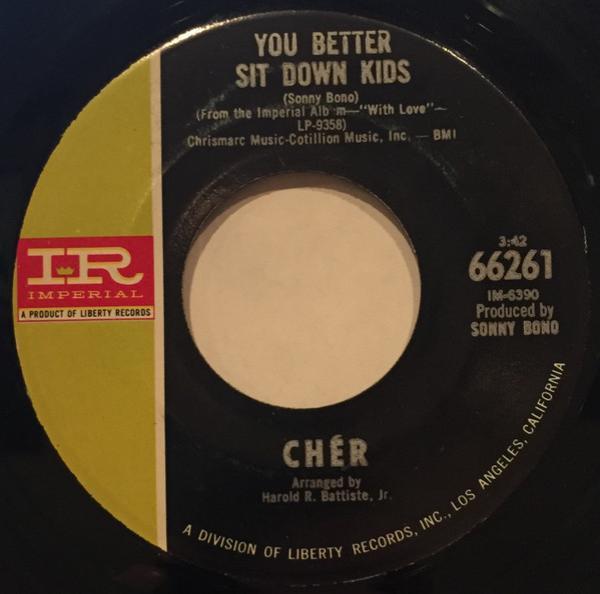 YOU BETTER
SIT DOWN KIDS
(Sonny Bono)
(From the Imperial Alb m—"With Love"—
LP-9358)
Chrismarc Music-Cotillion Music, Inc. — BMI
3:42
66261
IM-6390
Produced by
SONNY BONO
IR
IMPERIAL
A PRODUCT OF LIBERTY RECORDS
CHÉR
Arranged by
Harold R. Battiste, Jr.
A DIVISION OF LIBERTY RECORDS, INC., LOS ANGELES, CALIFORNIA